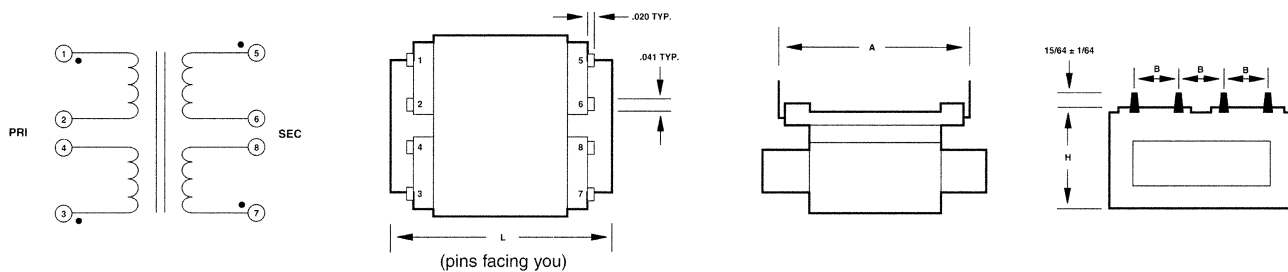 PRI
1
2
4
3
5
6
8
7
SEC
.020 TYP.
.041 TYP.
1
2
4
3
5
6
8
7
L
(pins facing you)
A
15/64 ± 1/64
B
B
B
H